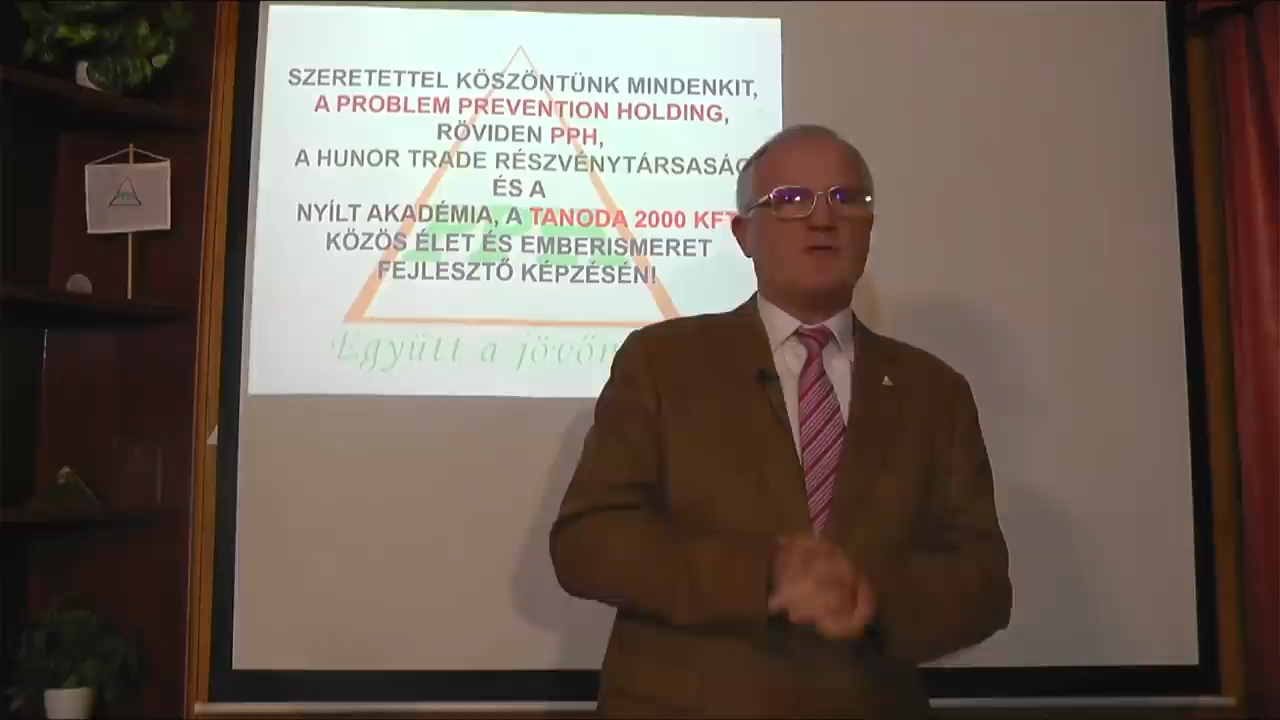 SZERETETTEL KÖSZÖNTÜNK MINDENKIT,
A PROBLEM PREVENTION HOLDING,
RÖVIDEN PPH,
A HUNOR TRADE RÉSZVÉNYTÁRSASÁG
ÉS A
NYÍLT AKADÉMIA, A TANODA 2000 KFT
KÖZÖS ÉLET ÉS EMBERISMERET
FEJLESZTŐ KÉPZÉSÉN!
PPH
Együtt a